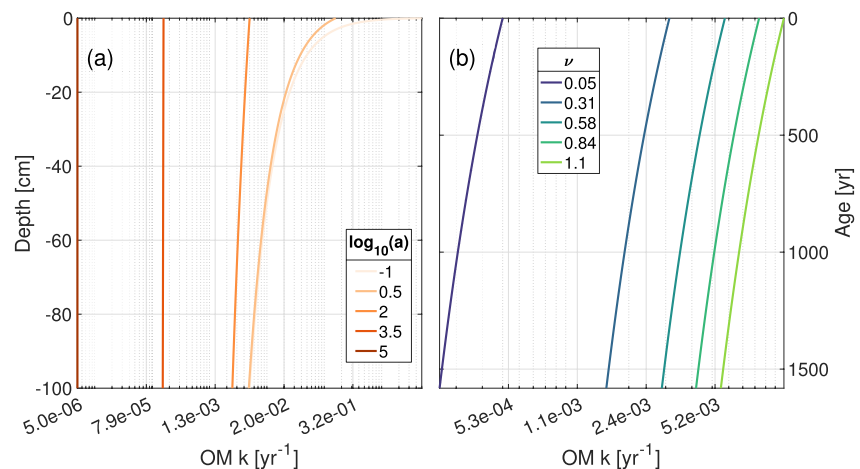 (a)
0
-20
-40
-60
-80
-100
Depth [cm]
log10(a)
-1
0.5
2
3.5
5
5.0e-06
7.9e-05
1.3e-03
2.0e-02
3.2e-01
OM k [yr-1]
(b)
ν
0.05
0.31
0.58
0.84
1.1
0
500
1000
1500
Age [yr]
5.3e-04
1.1e-03
2.4e-03
5.2e-03
OM k [yr-1]